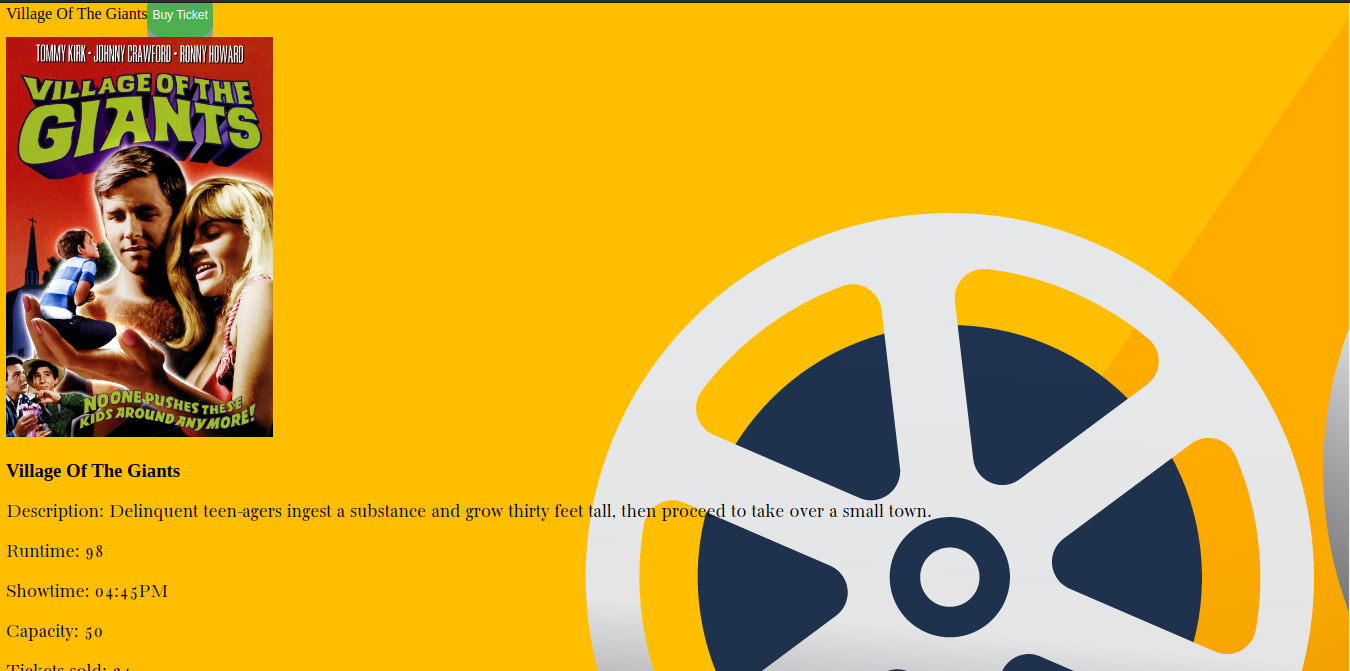 Village Of The Giants Buy Ticket
TOMMY KIRK • JOHNNY CRAWFORD • RONNY HOWARD
VILLAGE OF THE
GIANTS
NO ONE PUSHES THESE
KIDS AROUND ANYMORE!
Village Of The Giants
Description: Delinquent teen-agers ingest a substance and grow thirty feet tall, then proceed to take over a small town.
Runtime: 98
Showtime: 04:45PM
Capacity: 50
Tickets sold: